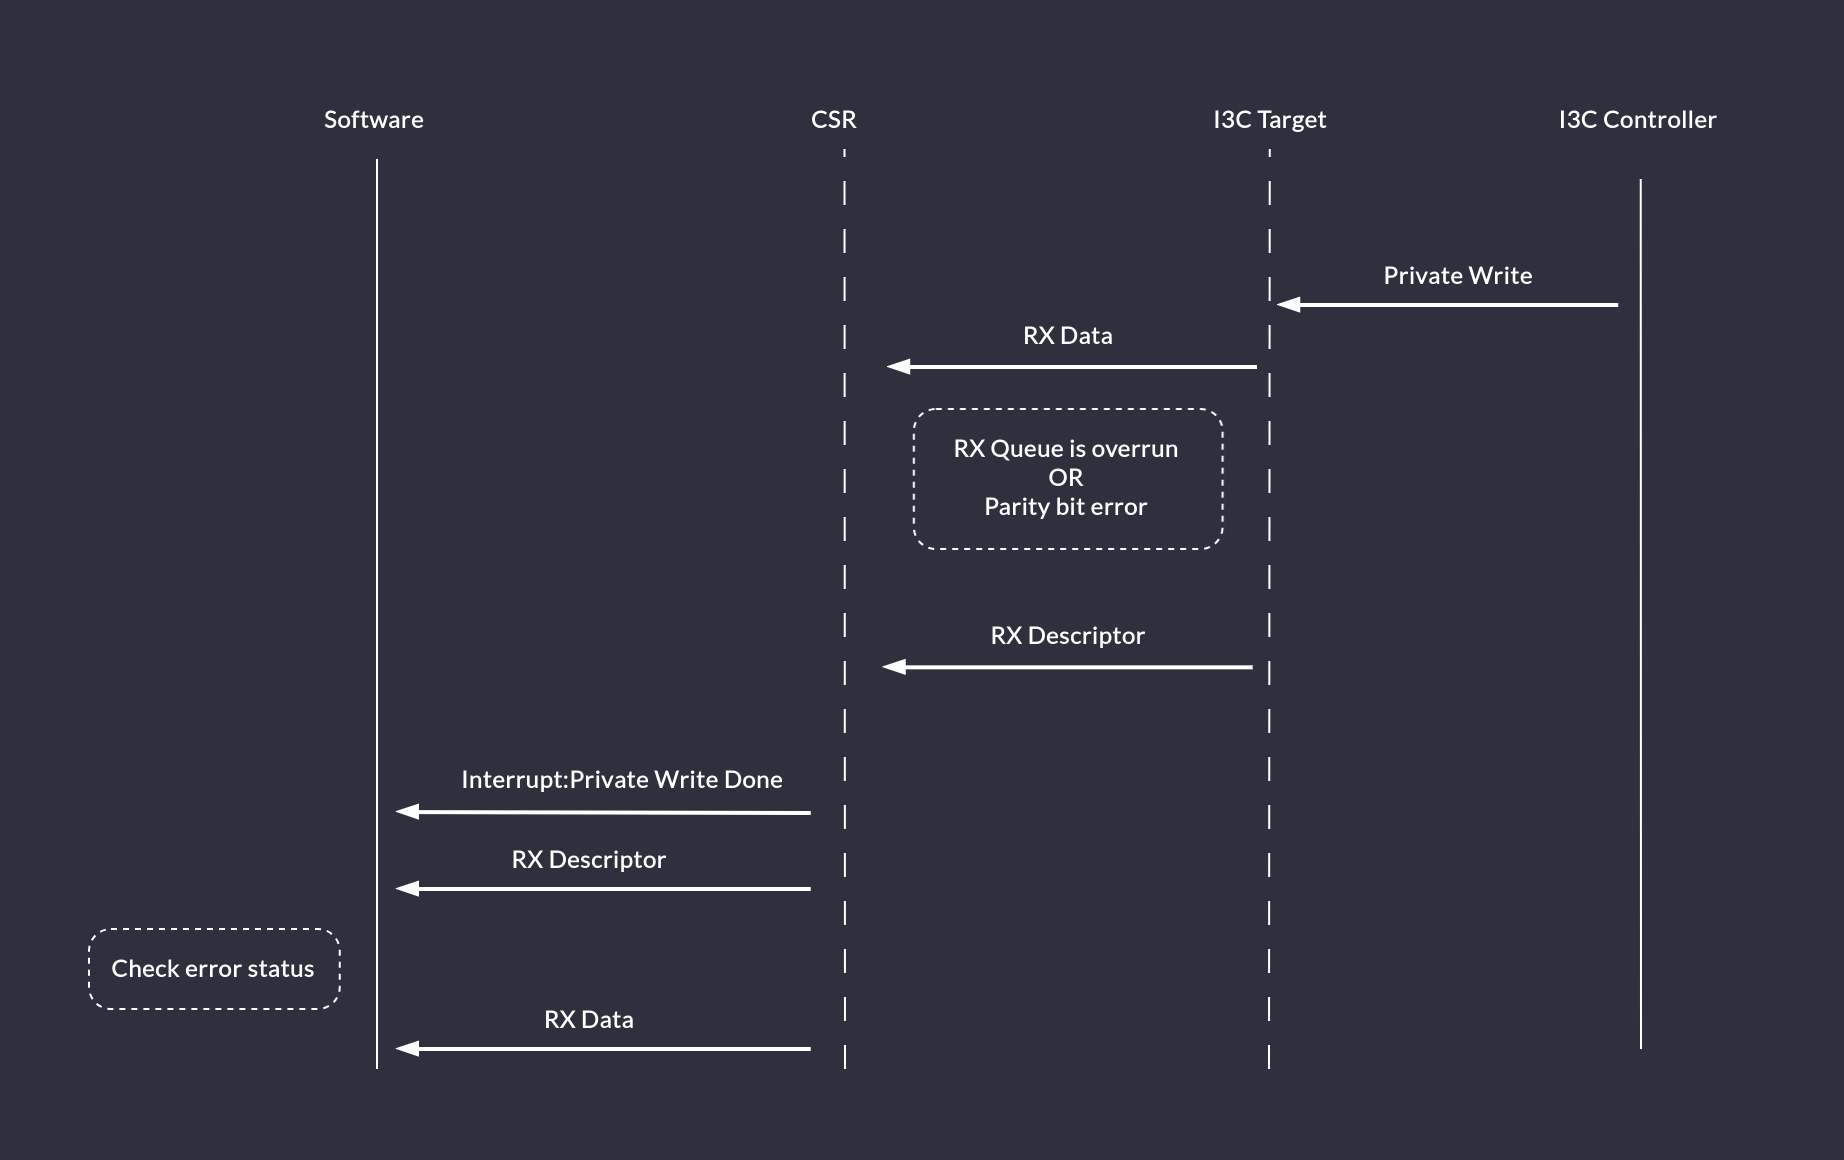 Software
CSR
I3C Target
I3C Controller
Private Write
RX Data
RX Queue is overrun
OR
Parity bit error
RX Descriptor
Interrupt:Private Write Done
RX Descriptor
Check error status
RX Data